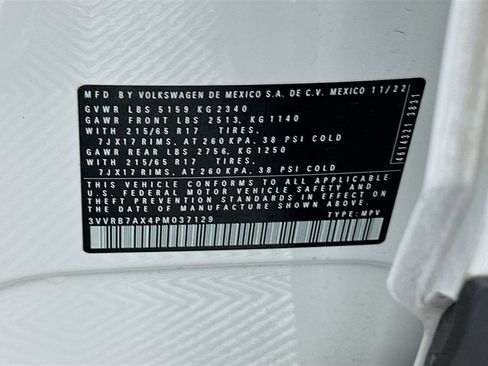 MFD BY VOLKSWAGEN DE MEXICO S.A. DE C.V. MEXICO 11/22
GVWR LBS 5159 KG 2340
GAWR FRONT LBS 2513, KG 1140
WITH 215/65 R17 TIRES,
7JX17 RIMS, AT 260 KPA, 38 PSI COLD
GAWR REAR LBS 2756, KG 1250
WITH 215/65 R17 TIRES,
7JX17 RIMS, AT 260 KPA, 38 PSI COLD
THIS VEHICLE CONFORMS TO ALL APPLICABLE
U.S. FEDERAL MOTOR VEHICLE SAFETY AND
THEFT PREVENTION STANDARDS IN EFFECT ON
THE DATE OF MANUFACTURE SHOWN ABOVE.
3VVRB7AX4PM037129 TYPE: MPV
4614321 3831